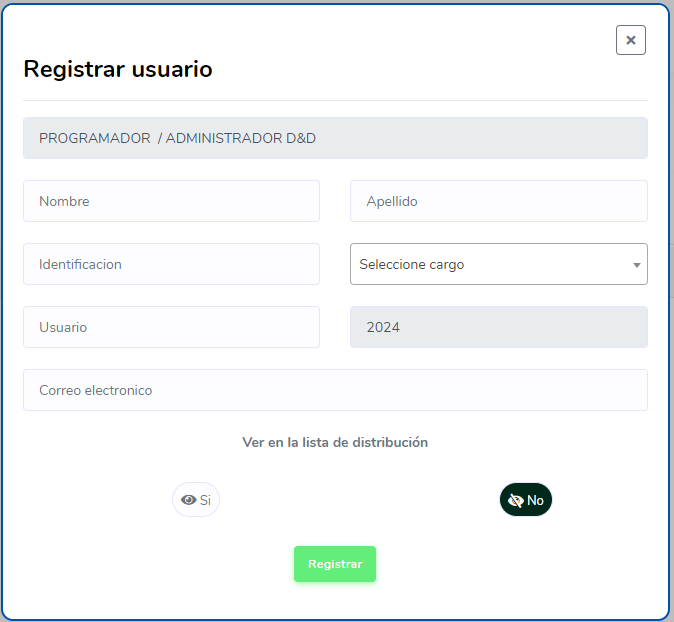 Registrar usuario
PROGRAMADOR / ADMINISTRADOR D&D
Nombre
Apellido
Identificacion
Seleccione cargo
Usuario
2024
Correo electronico
Ver en la lista de distribución
Si
No
Registrar